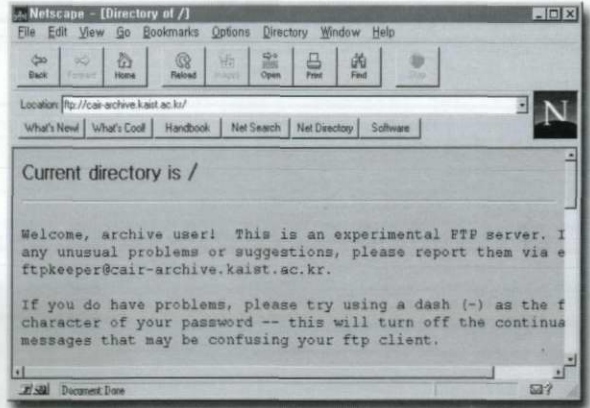 Netscape - [Directory of /]
File Edit View Go Bookmarks Options Directory Window Help
Back Forward Home Reload Images Open Print Find Stop
Location: ftp://cair-archive.kaist.ac.kr/
What's New! What's Cool! Handbook Net Search Net Directory Software
N
Current directory is /
Welcome, archive user! This is an experimental FTP server. I
any unusual problems or suggestions, please report them via e
ftpkeeper@cair-archive.kaist.ac.kr.
If you do have problems, please try using a dash (-) as the f
character of your password -- this will turn off the continua
messages that may be confusing your ftp client.
Document: Done